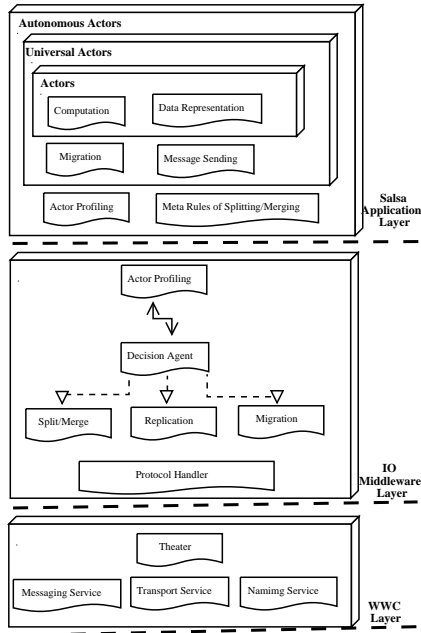 Autonomous Actors
Universal Actors
Actors
Computation
Data Representation
Migration
Message Sending
Actor Profiling
Meta Rules of Splitting/Merging
Salsa
Application
Layer
Actor Profiling
Decision Agent
Split/Merge
Replication
Migration
Protocol Handler
IO
Middleware
Layer
Theater
Messaging Service
Transport Service
Namimg Service
WWC
Layer